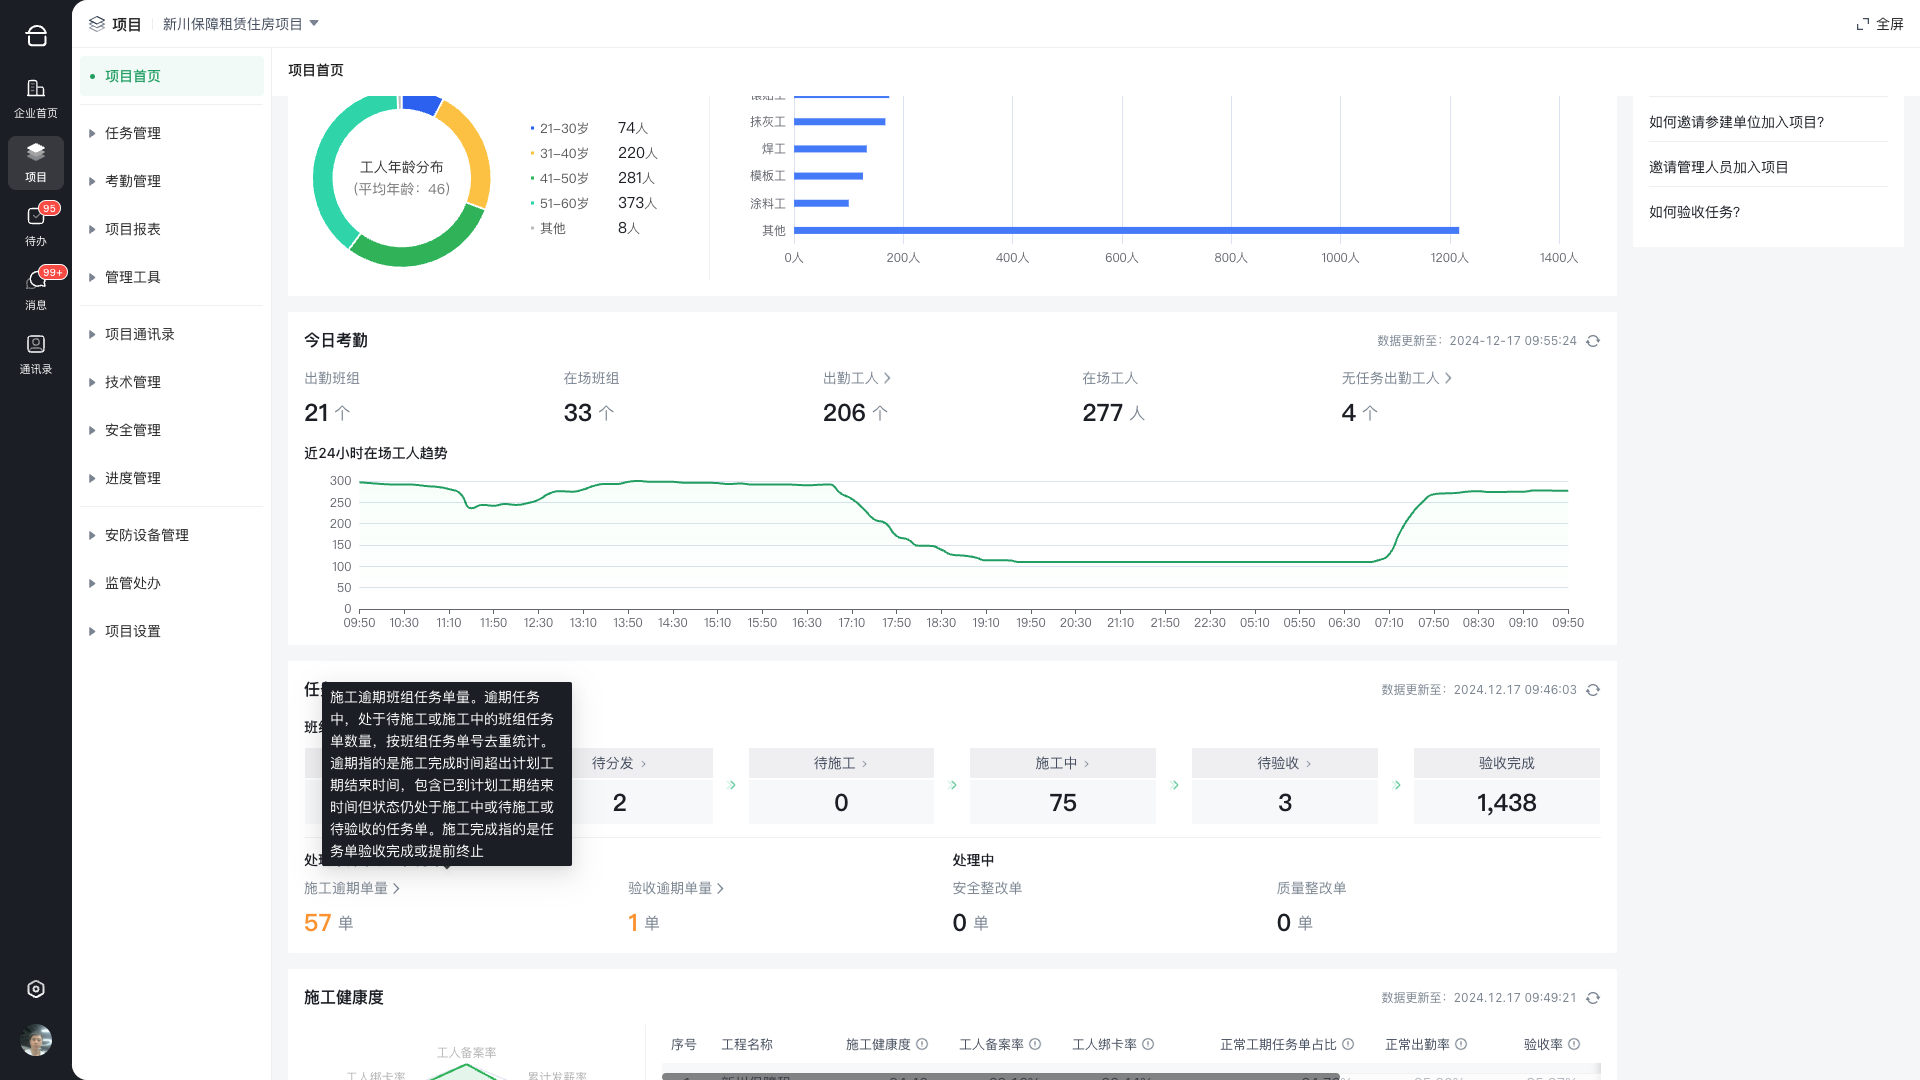 项目
新川保障租赁住房项目
全屏
企业首页
项目
95
待办
99+
消息
通讯录
项目首页
任务管理
考勤管理
项目报表
管理工具
项目通讯录
技术管理
安全管理
进度管理
安防设备管理
监管处办
项目设置
项目首页
工人年龄分布
(平均年龄：46)
21-30岁 74人
31-40岁 220人
41-50岁 281人
51-60岁 373人
其他 8人
抹灰工
焊工
模板工
涂料工
其他
0人 200人 400人 600人 800人 1000人 1200人 1400人
如何邀请参建单位加入项目?
邀请管理人员加入项目
如何验收任务?
今日考勤
数据更新至：2024-12-17 09:55:24
出勤班组 在场班组 出勤工人 在场工人 无任务出勤工人
21 个 33 个 206 个 277 人 4 个
近24小时在场工人趋势
300
250
200
150
100
50
0
09:50 10:30 11:10 11:50 12:30 13:10 13:50 14:30 15:10 15:50 16:30 17:10 17:50 18:30 19:10 19:50 20:30 21:10 21:50 22:30 05:10 05:50 06:30 07:10 07:50 08:30 09:10 09:50
数据更新至：2024.12.17 09:46:03
施工逾期班组任务单量。逾期任务
中，处于待施工或施工中的班组任务
单数量，按班组任务单号去重统计。
逾期指的是施工完成时间超出计划工
期结束时间，包含已到计划工期结束
时间但状态仍处于施工中或待施工或
待验收的任务单。施工完成指的是任
务单验收完成或提前终止
待分发 待施工 施工中 待验收 验收完成
2 0 75 3 1,438
处理中
施工逾期单量 验收逾期单量 安全整改单 质量整改单
57 单 1 单 0 单 0 单
施工健康度
数据更新至：2024.12.17 09:49:21
工人备案率
工人绑卡率
累计发薪率
序号 工程名称 施工健康度 工人备案率 工人绑卡率 正常工期任务单占比 正常出勤率 验收率